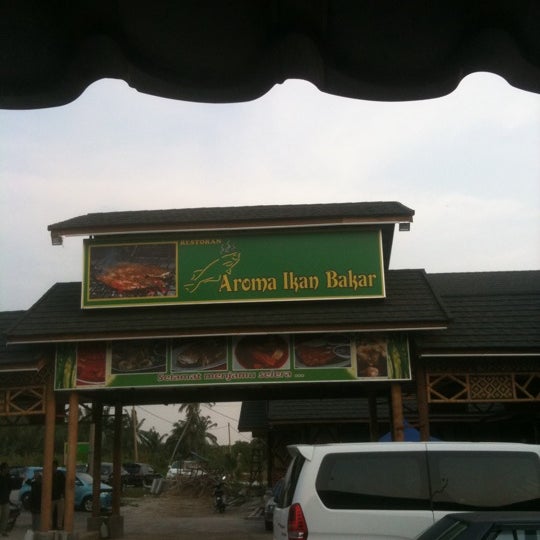 RESTORAN
Aroma Ikan Bakar
Selamat menjamu selera ...